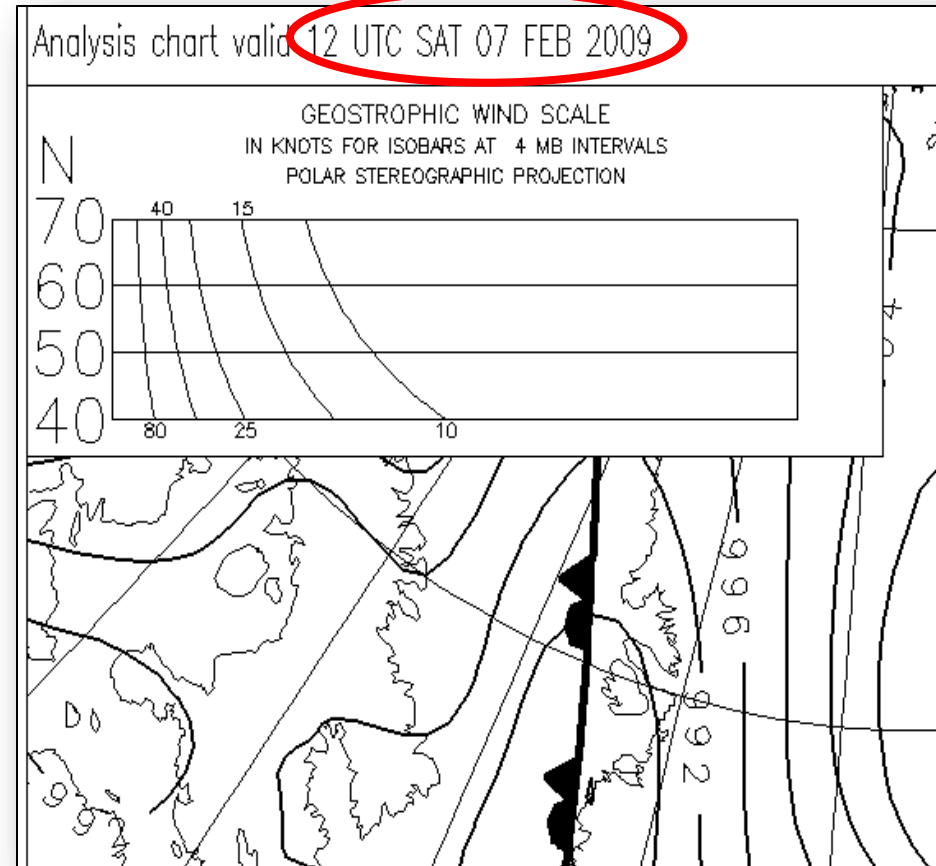 Analysis chart valid 12 UTC SAT 07 FEB 2009
GEOSTROPHIC WIND SCALE
IN KNOTS FOR ISOBARS AT 4 MB INTERVALS
POLAR STEREOGRAPHIC PROJECTION
N
40 15
70
60
50
40
80 25 10
996
992